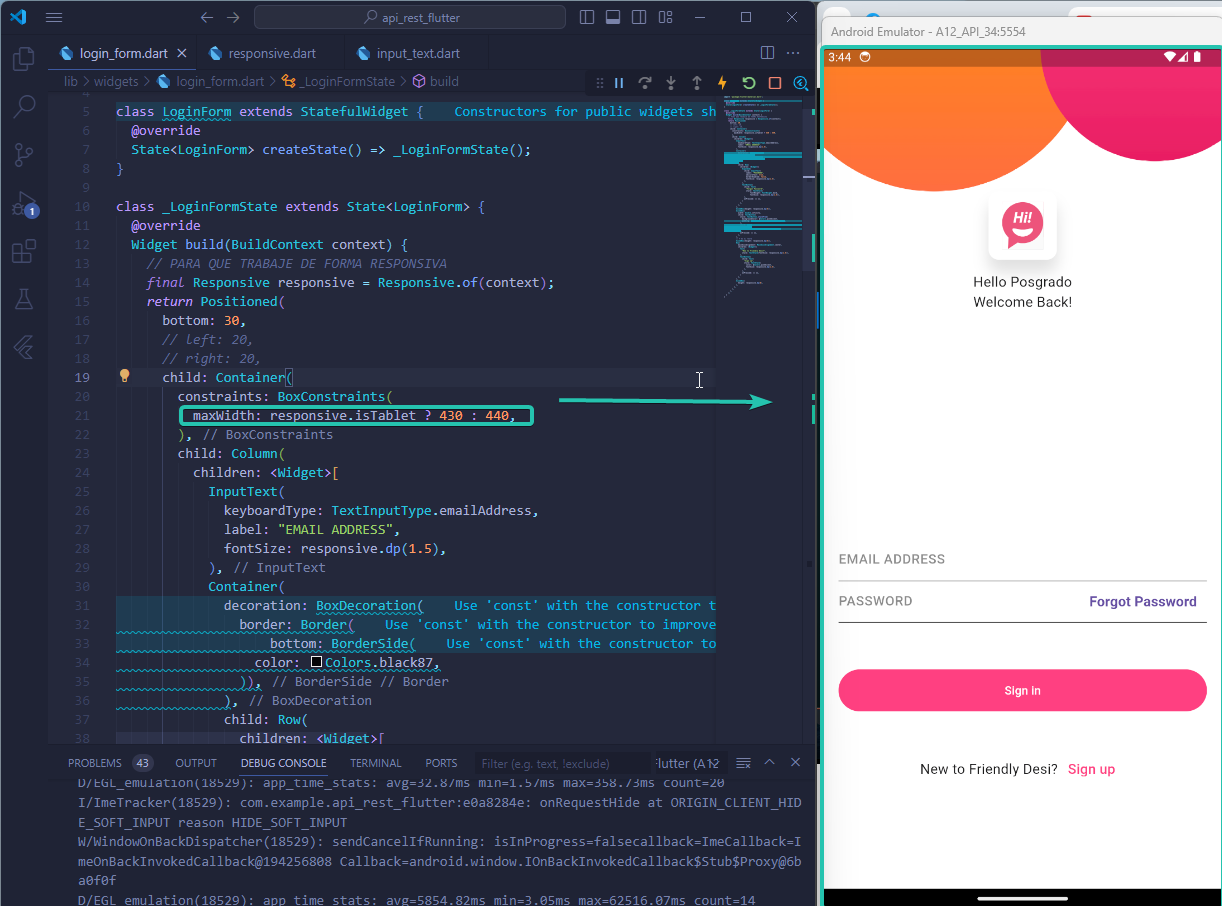 api_rest_flutter
login_form.dart
responsive.dart
input_text.dart
lib > widgets > login_form.dart > _LoginFormState > build
5 class LoginForm extends StatefulWidget { Constructors for public widgets sh
6 @override
7 State<LoginForm> createState() => _LoginFormState();
8 }
9
10 class _LoginFormState extends State<LoginForm> {
11 @override
12 Widget build(BuildContext context) {
13 // PARA QUE TRABAJE DE FORMA RESPONSIVA
14 final Responsive responsive = Responsive.of(context);
15 return Positioned(
16 bottom: 30,
17 // left: 20,
18 // right: 20,
19 child: Container(
20 constraints: BoxConstraints(
21 maxWidth: responsive.isTablet ? 430 : 440,
22 ), // BoxConstraints
23 child: Column(
24 children: <Widget>[
25 InputText(
26 keyboardType: TextInputType.emailAddress,
27 label: "EMAIL ADDRESS",
28 fontSize: responsive.dp(1.5),
29 ), // InputText
30 Container(
31 decoration: BoxDecoration( Use 'const' with the constructor t
32 border: Border( Use 'const' with the constructor to improve
33 bottom: BorderSide( Use 'const' with the constructor to
34 color: Colors.black87,
35 )), // BorderSide // Border
36 ), // BoxDecoration
37 child: Row(
38 children: <Widget>[
1
PROBLEMS 43 OUTPUT DEBUG CONSOLE TERMINAL PORTS Filter (e.g. text, !exclude) Flutter (A12
D/EGL_emulation(18529): app_time_stats: avg=32.87ms min=1.57ms max=358.73ms count=20
I/ImeTracker(18529): com.example.api_rest_flutter:e0a8284e: onRequestHide at ORIGIN_CLIENT_HID
E_SOFT_INPUT reason HIDE_SOFT_INPUT
W/WindowOnBackDispatcher(18529): sendCancelIfRunning: isInProgress=falsecallback=ImeCallback=I
meOnBackInvokedCallback@194256808 Callback=android.window.IOnBackInvokedCallback$Stub$Proxy@6b
a0f0f
D/EGL_emulation(18529): app_time_stats: avg=5854.82ms min=3.05ms max=62516.07ms count=14
Android Emulator - A12_API_34:5554
3:44
Hi!
Hello Posgrado
Welcome Back!
EMAIL ADDRESS
PASSWORD Forgot Password
Sign in
New to Friendly Desi? Sign up